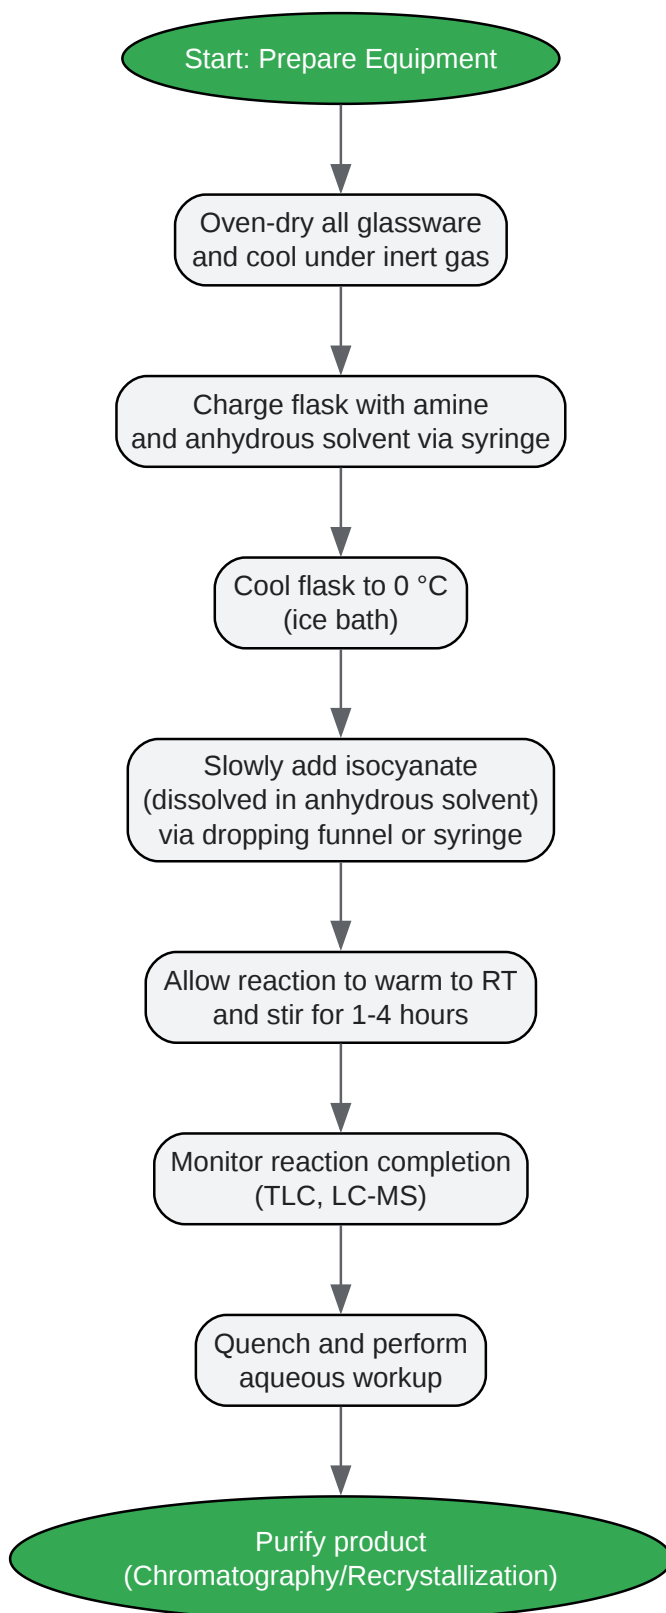 Start: Prepare Equipment
Oven-dry all glassware
and cool under inert gas
Charge flask with amine
and anhydrous solvent via syringe
Cool flask to 0 °C
(ice bath)
Slowly add isocyanate
(dissolved in anhydrous solvent)
via dropping funnel or syringe
Allow reaction to warm to RT
and stir for 1-4 hours
Monitor reaction completion
(TLC, LC-MS)
Quench and perform
aqueous workup
Purify product
(Chromatography/Recrystallization)